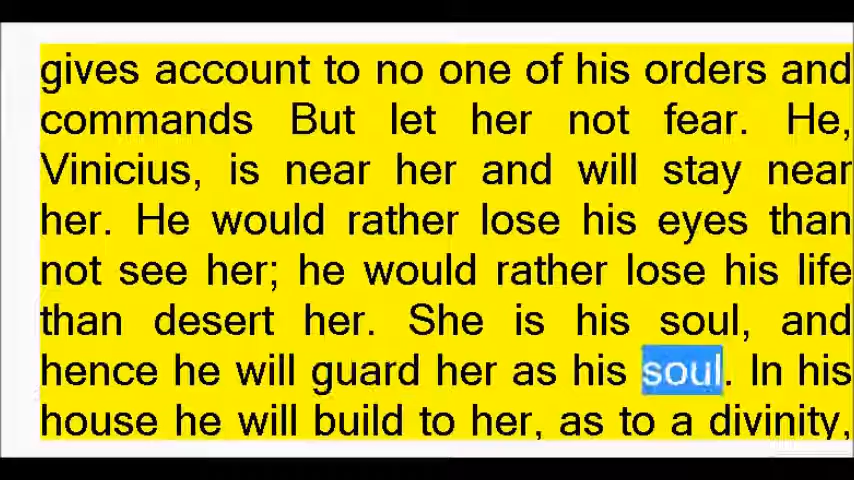 gives account to no one of his orders and
commands But let her not fear. He,
Vinicius, is near her and will stay near
her. He would rather lose his eyes than
not see her; he would rather lose his life
than desert her. She is his soul, and
hence he will guard her as his soul. In his
house he will build to her, as to a divinity,